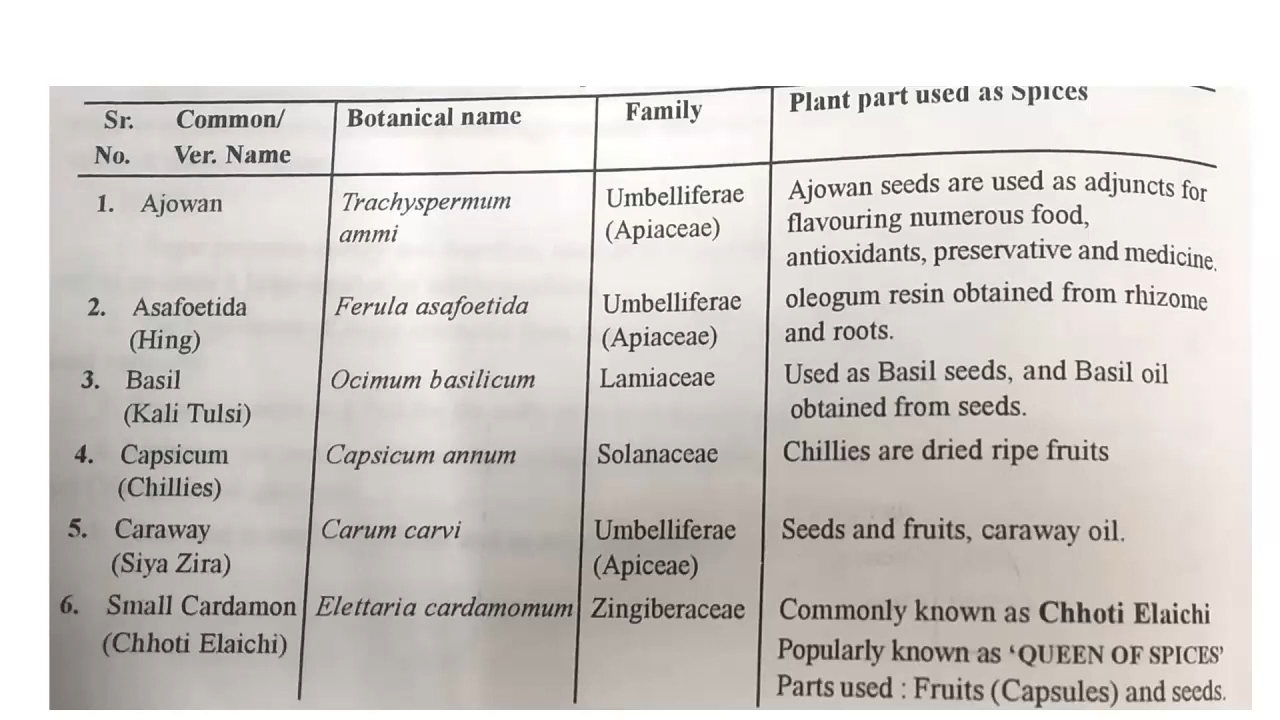 Sr. Common/ Botanical name Family Plant part used as Spices
No. Ver. Name
1. Ajowan Trachyspermum Umbelliferae Ajowan seeds are used as adjuncts for
ammi (Apiaceae) flavouring numerous food,
antioxidants, preservative and medicine.
2. Asafoetida Ferula asafoetida Umbelliferae oleogum resin obtained from rhizome
(Hing) (Apiaceae) and roots.
3. Basil Ocimum basilicum Lamiaceae Used as Basil seeds, and Basil oil
(Kali Tulsi) obtained from seeds.
4. Capsicum Capsicum annum Solanaceae Chillies are dried ripe fruits
(Chillies)
5. Caraway Carum carvi Umbelliferae Seeds and fruits, caraway oil.
(Siya Zira) (Apiceae)
6. Small Cardamon Elettaria cardamomum Zingiberaceae Commonly known as Chhoti Elaichi
(Chhoti Elaichi) Popularly known as ‘QUEEN OF SPICES’
Parts used : Fruits (Capsules) and seeds.